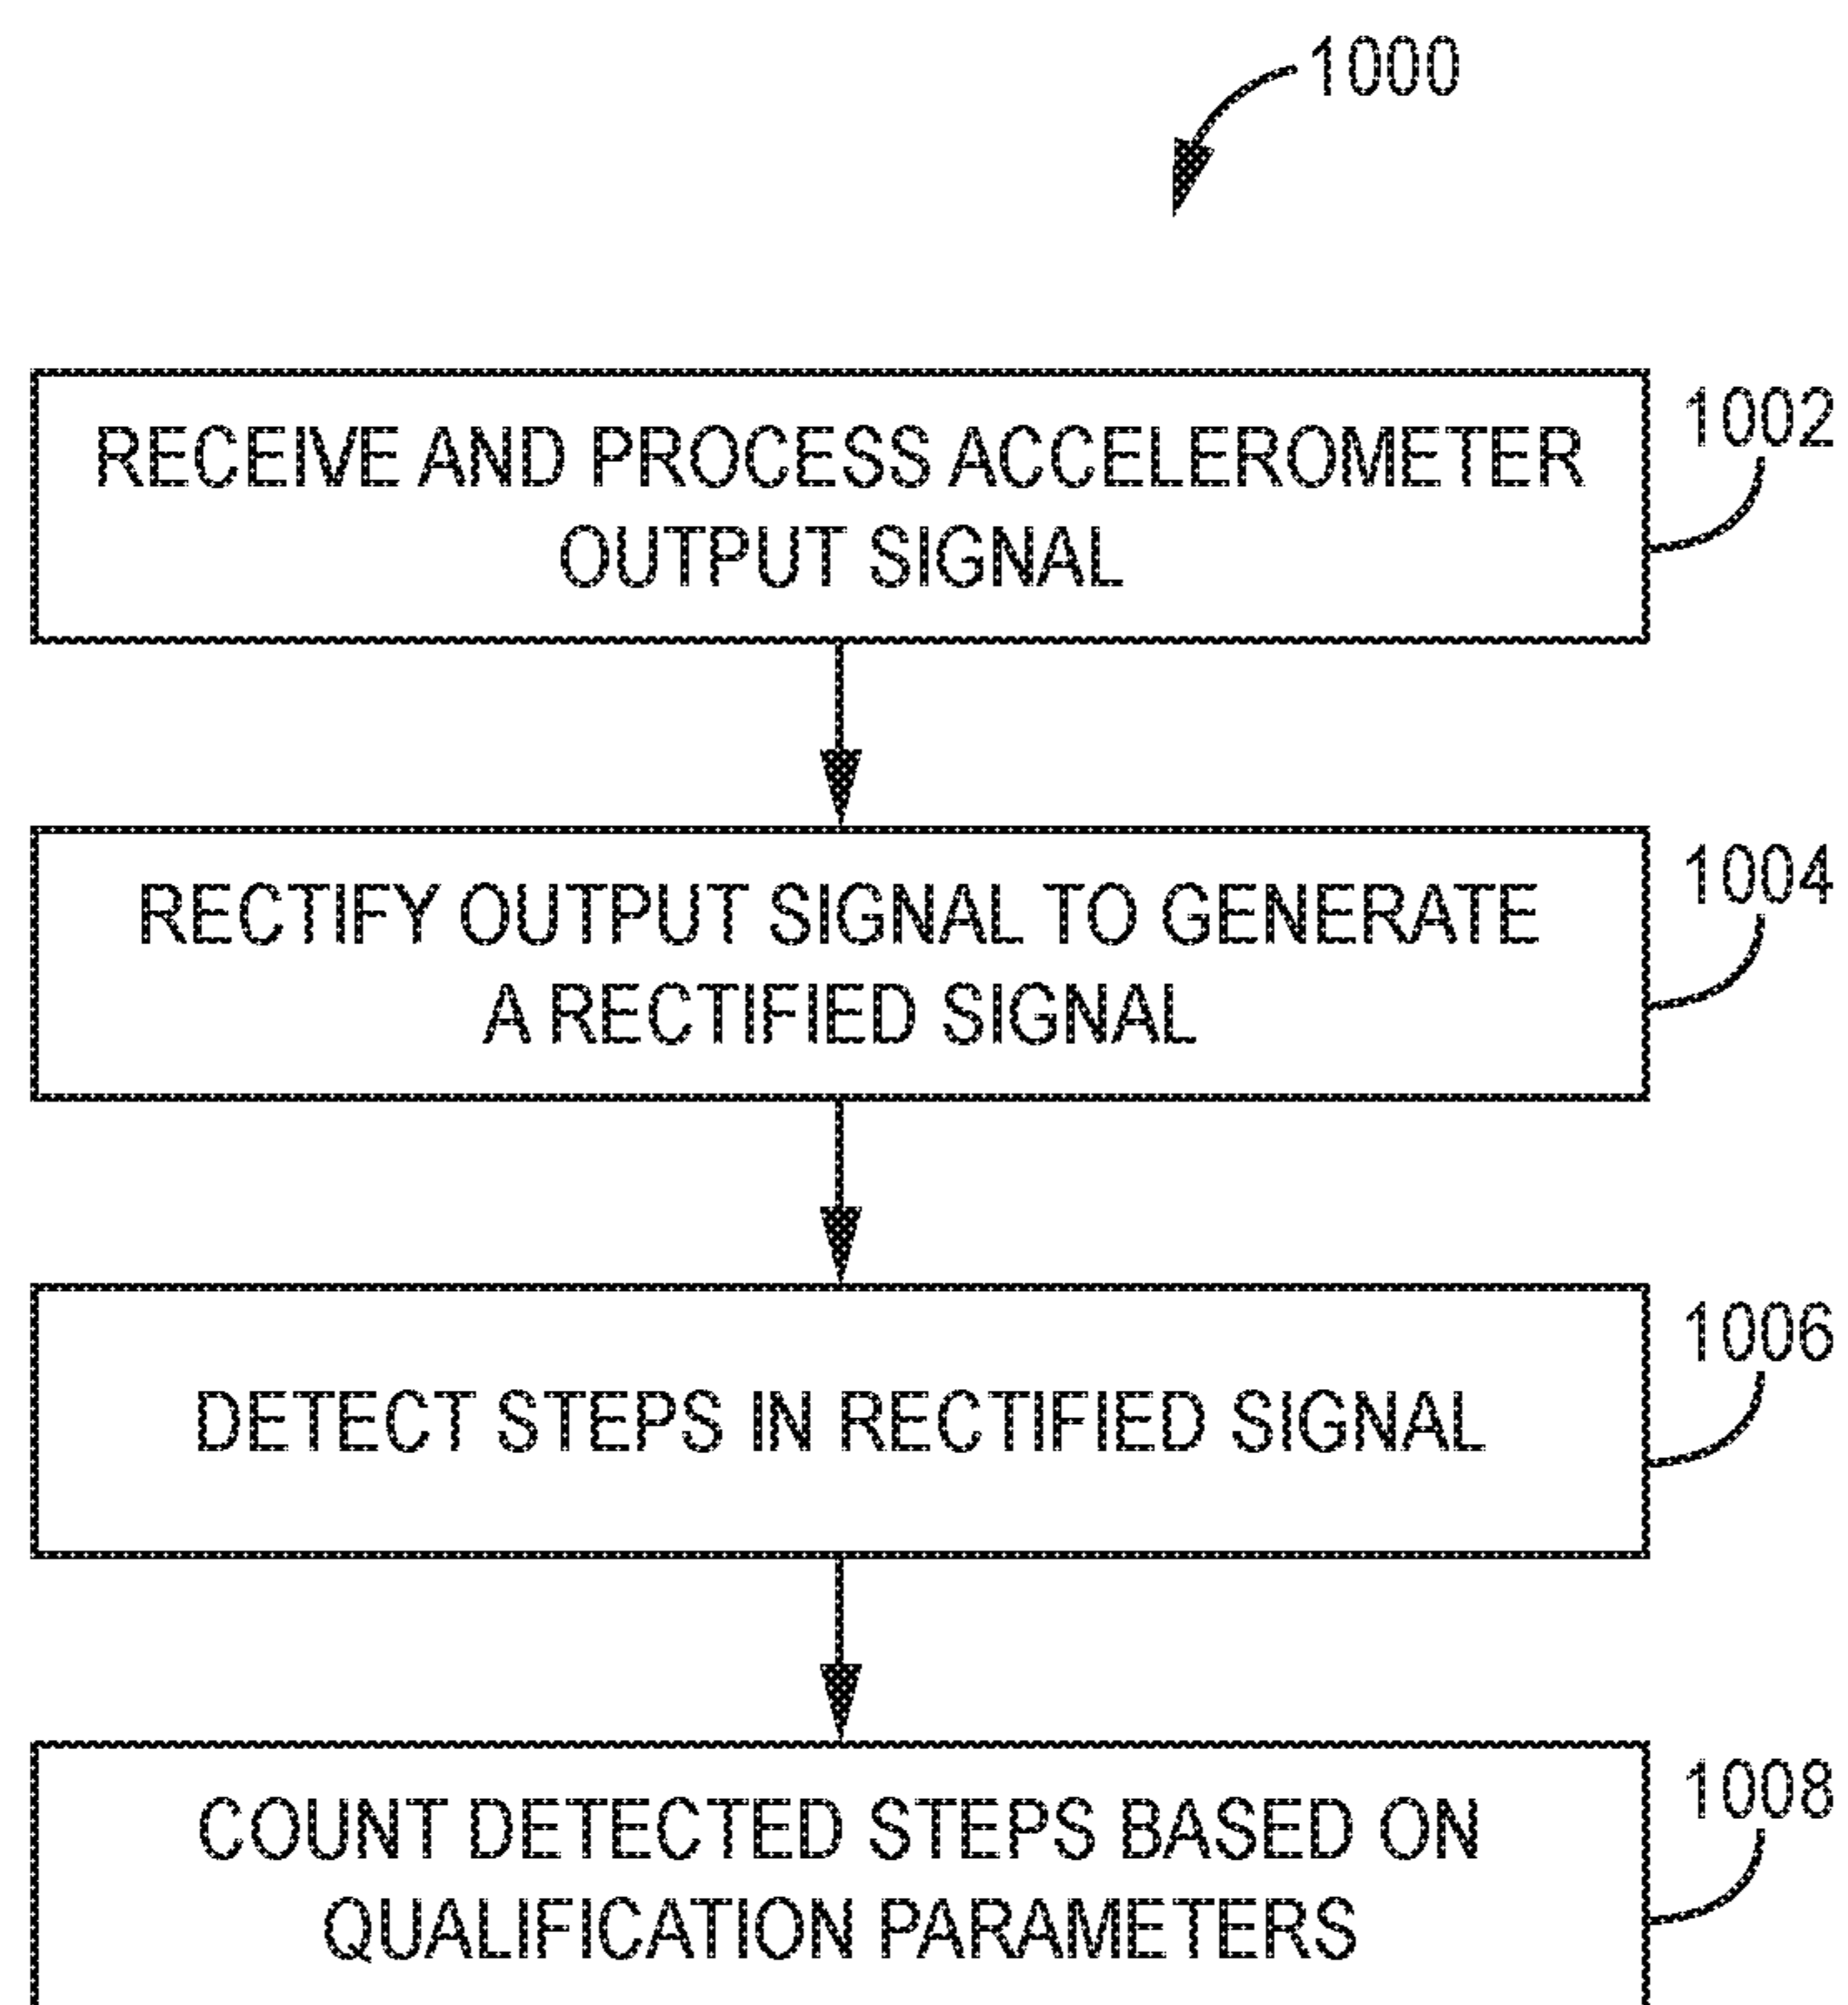 1000
RECEIVE AND PROCESS ACCELEROMETER
OUTPUT SIGNAL
1002
RECTIFY OUTPUT SIGNAL TO GENERATE
A RECTIFIED SIGNAL
1004
DETECT STEPS IN RECTIFIED SIGNAL
1006
COUNT DETECTED STEPS BASED ON
QUALIFICATION PARAMETERS
1008